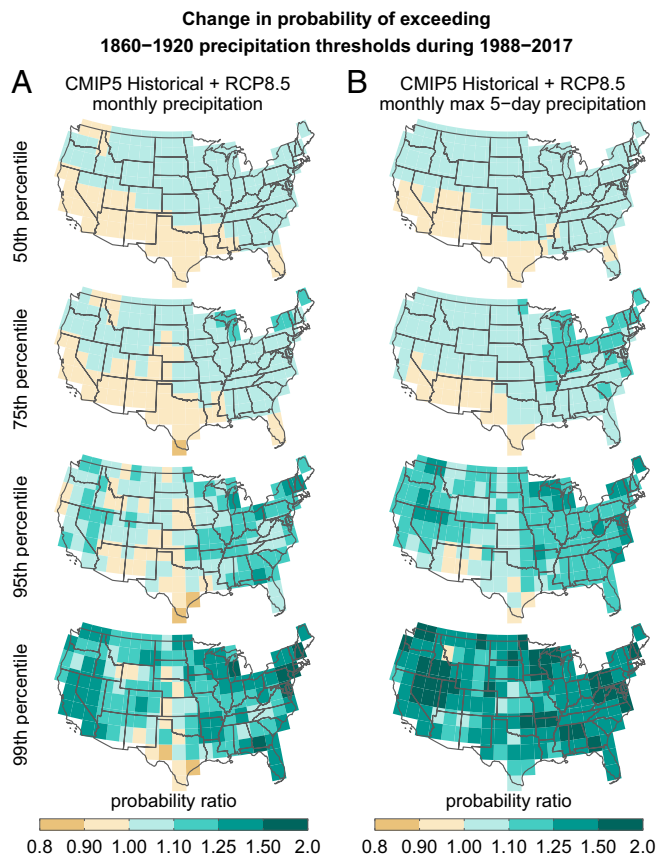 Change in probability of exceeding
1860−1920 precipitation thresholds during 1988−2017
A
CMIP5 Historical + RCP8.5
monthly precipitation
B
CMIP5 Historical + RCP8.5
monthly max 5-day precipitation
50th percentile
75th percentile
95th percentile
99th percentile
probability ratio
0.8 0.90 1.00 1.10 1.25 1.50 2.0
probability ratio
0.8 0.90 1.00 1.10 1.25 1.50 2.0